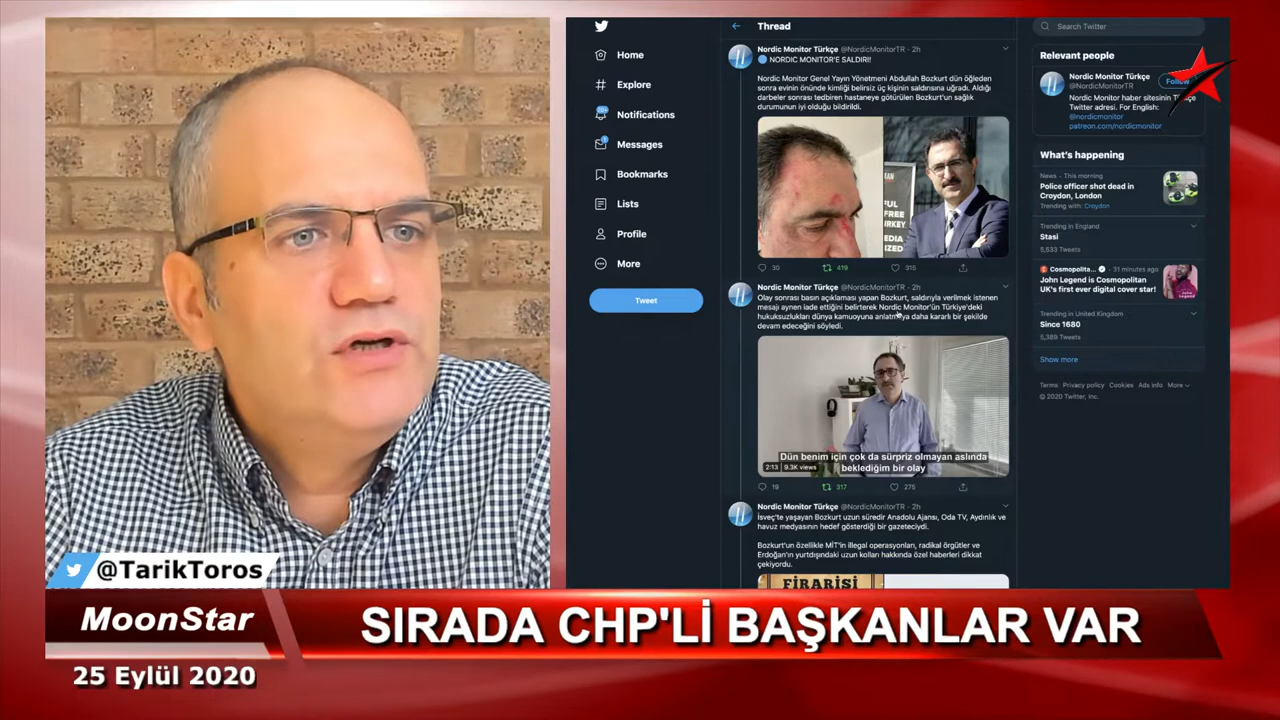 Home
Explore
Notifications
Messages
Bookmarks
Lists
Profile
More
Tweet
Thread
Nordic Monitor Türkçe @NordicMonitorTR · 2h
NORDIC MONITOR'E SALDIRI!
Nordic Monitor Genel Yayın Yönetmeni Abdullah Bozkurt dün öğleden
sonra evinin önünde kimliği belirsiz üç kişinin saldırısına uğradı. Aldığı
darbeler sonrası tedbiren hastaneye götürülen Bozkurt'un sağlık
durumunun iyi olduğu bildirildi.
30 419 315
Nordic Monitor Türkçe @NordicMonitorTR · 2h
Olay sonrası basın açıklaması yapan Bozkurt, saldırıyla verilmek istenen
mesajı aynen iade ettiğini belirterek Nordic Monitor'ün Türkiye'deki
hukuksuzlukları dünya kamuoyuna anlatmaya daha kararlı bir şekilde
devam edeceğini söyledi.
Dün benim için çok da sürpriz olmayan aslında
beklediğim bir olay
2:13 9.3K views
19 317 275
Nordic Monitor Türkçe @NordicMonitorTR · 2h
İsveç'te yaşayan Bozkurt uzun süredir Anadolu Ajansı, Oda TV, Aydınlık ve
havuz medyasının hedef gösterdiği bir gazeteciydi.
Bozkurt'un özellikle MİT'in illegal operasyonları, radikal örgütler ve
Erdoğan'ın yurtdışındaki uzun kolları hakkında özel haberleri dikkat
çekiyordu.
FİRARİSİ
Search Twitter
Relevant people
Nordic Monitor Türkçe
@NordicMonitorTR
Follow
Nordic Monitor haber sitesinin Türkçe
Twitter adresi. For English:
@nordicmonitor
patreon.com/nordicmonitor
What's happening
News · This morning
Police officer shot dead in
Croydon, London
Trending with: Croydon
Trending in England
Stasi
5,633 Tweets
Cosmopolita... · 31 minutes ago
John Legend is Cosmopolitan
UK's first ever digital cover star!
Trending in United Kingdom
Since 1680
5,389 Tweets
Show more
Terms Privacy policy Cookies Ads info More
© 2020 Twitter, Inc.
@TarikToros
MoonStar
SIRADA CHP'Lİ BAŞKANLAR VAR
25 Eylül 2020